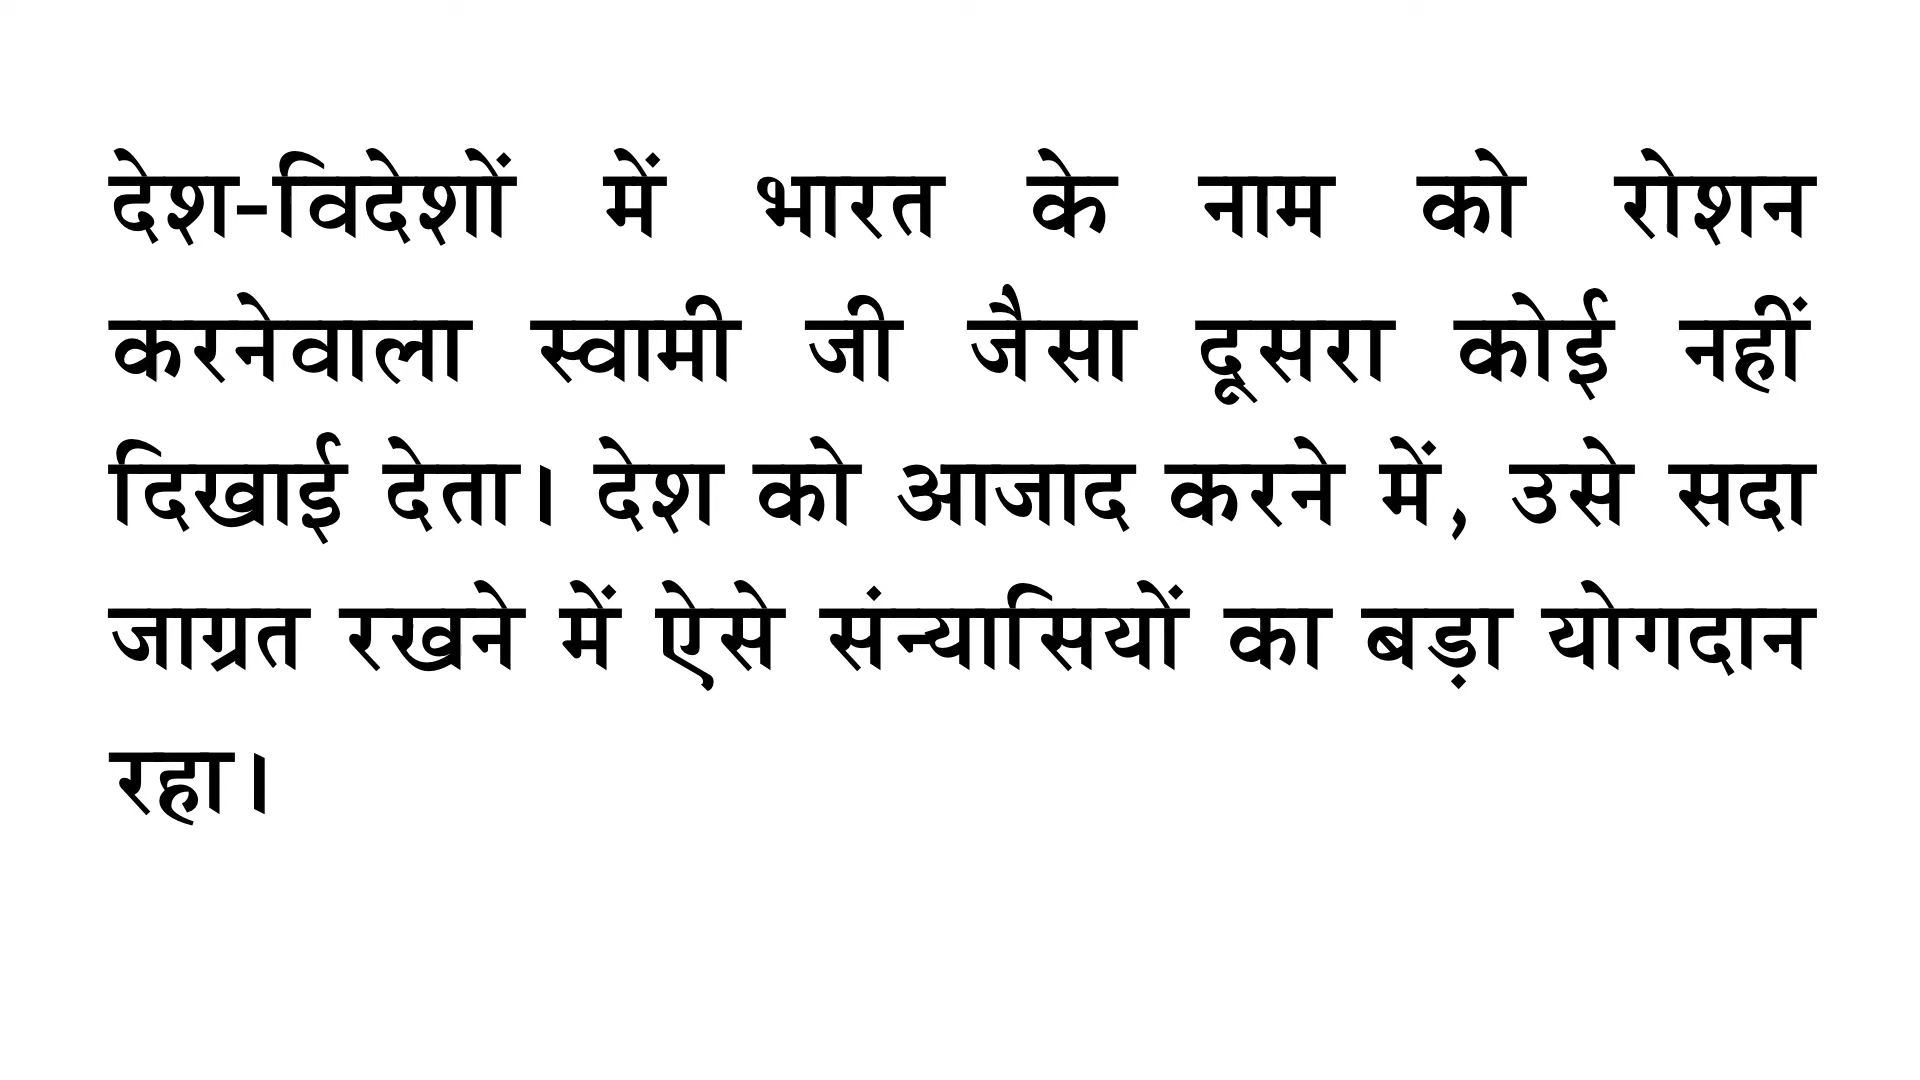 देश-विदेशों में भारत के नाम को रोशन
करनेवाला स्वामी जी जैसा दूसरा कोई नहीं
दिखाई देता। देश को आजाद करने में, उसे सदा
जाग्रत रखने में ऐसे संन्यासियों का बड़ा योगदान
रहा।